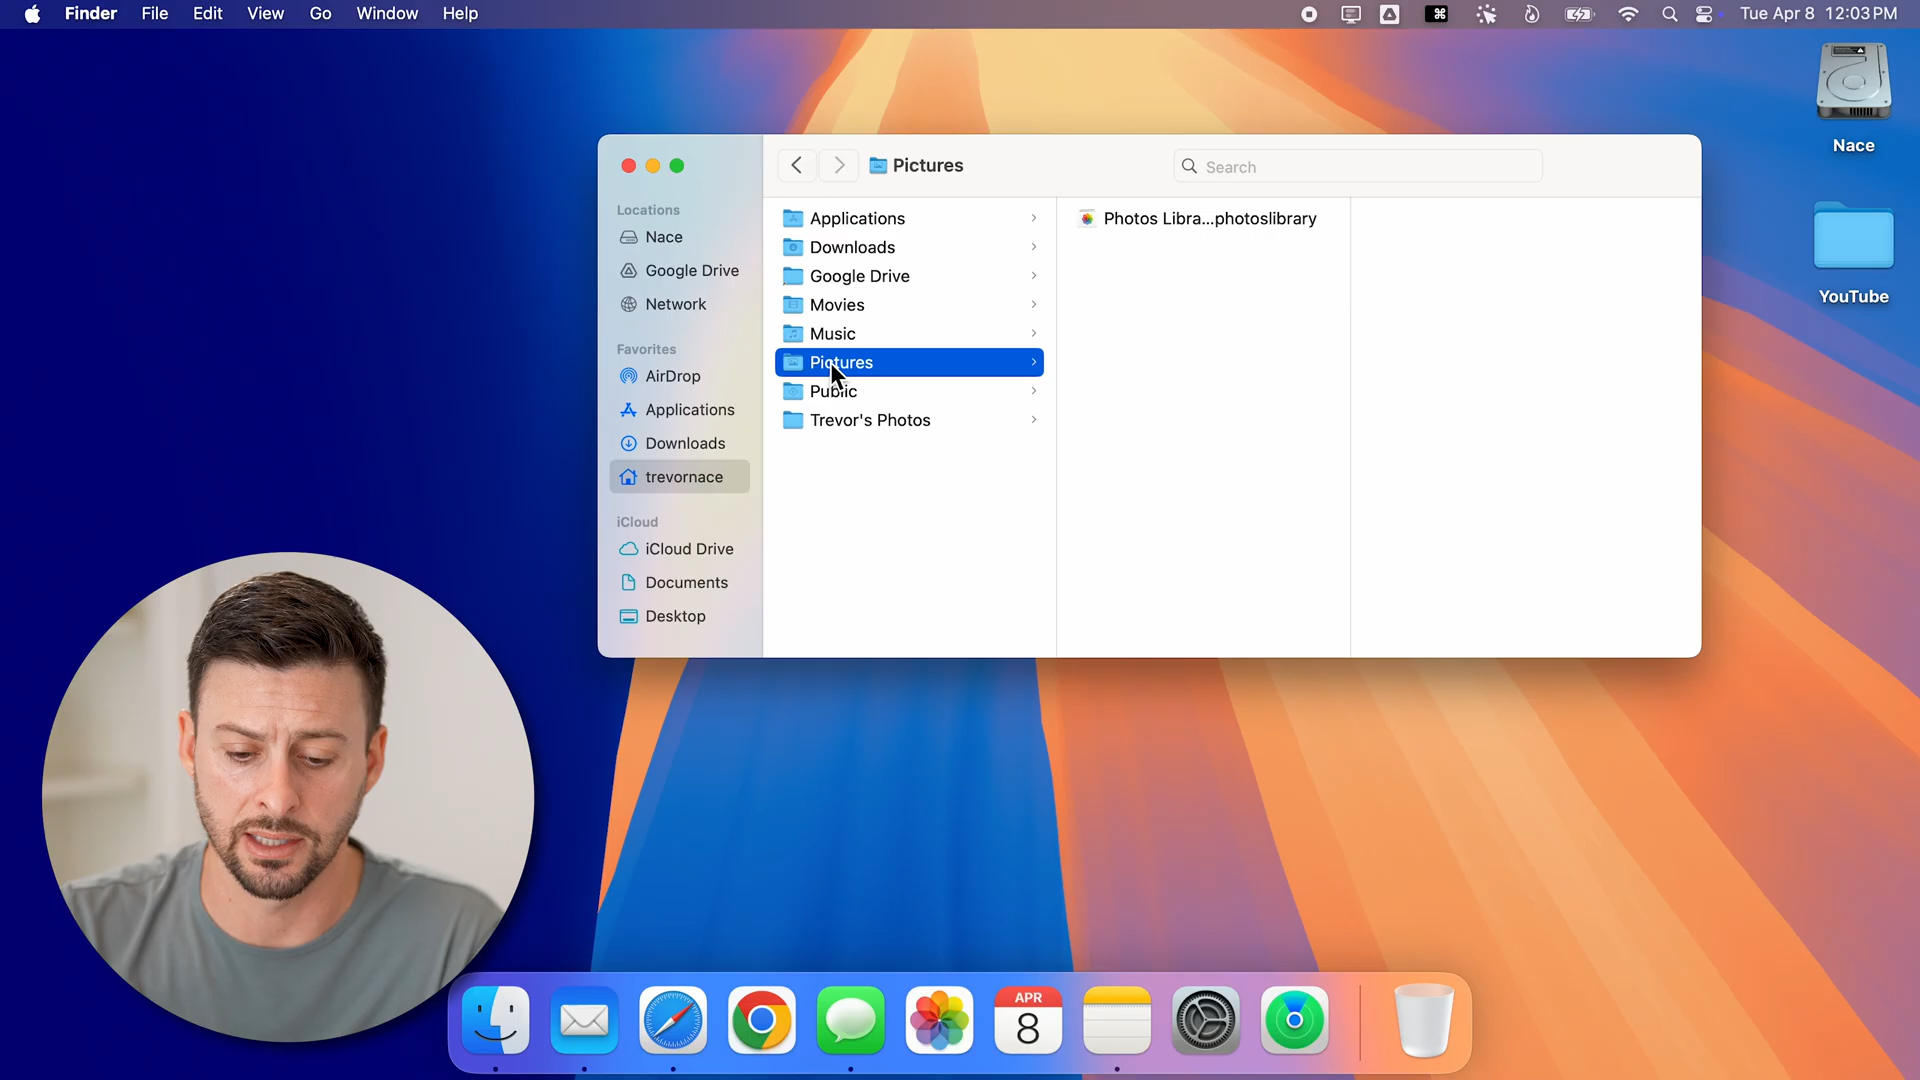 Finder File Edit View Go Window Help Tue Apr 8 12:03 PM
Nace
YouTube
Pictures
Search
Locations
Nace
Google Drive
Network
Favorites
AirDrop
Applications
Downloads
trevornace
iCloud
iCloud Drive
Documents
Desktop
Applications
Downloads
Google Drive
Movies
Music
Pictures
Public
Trevor's Photos
Photos Libra...photoslibrary
APR
8